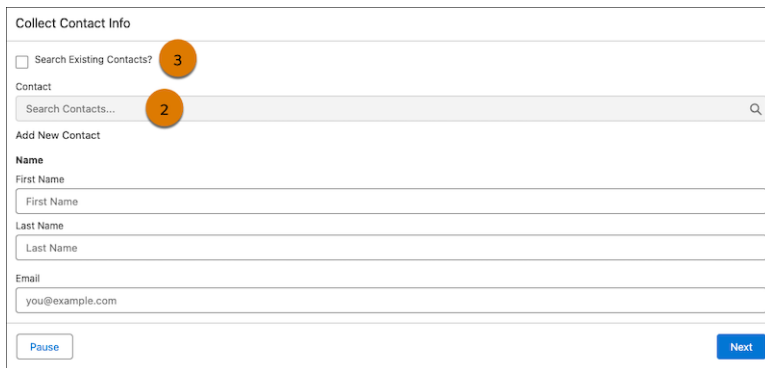 Collect Contact Info
Search Existing Contacts? 3
Contact
Search Contacts... 2
Add New Contact
Name
First Name
First Name
Last Name
Last Name
Email
you@example.com
Pause Next